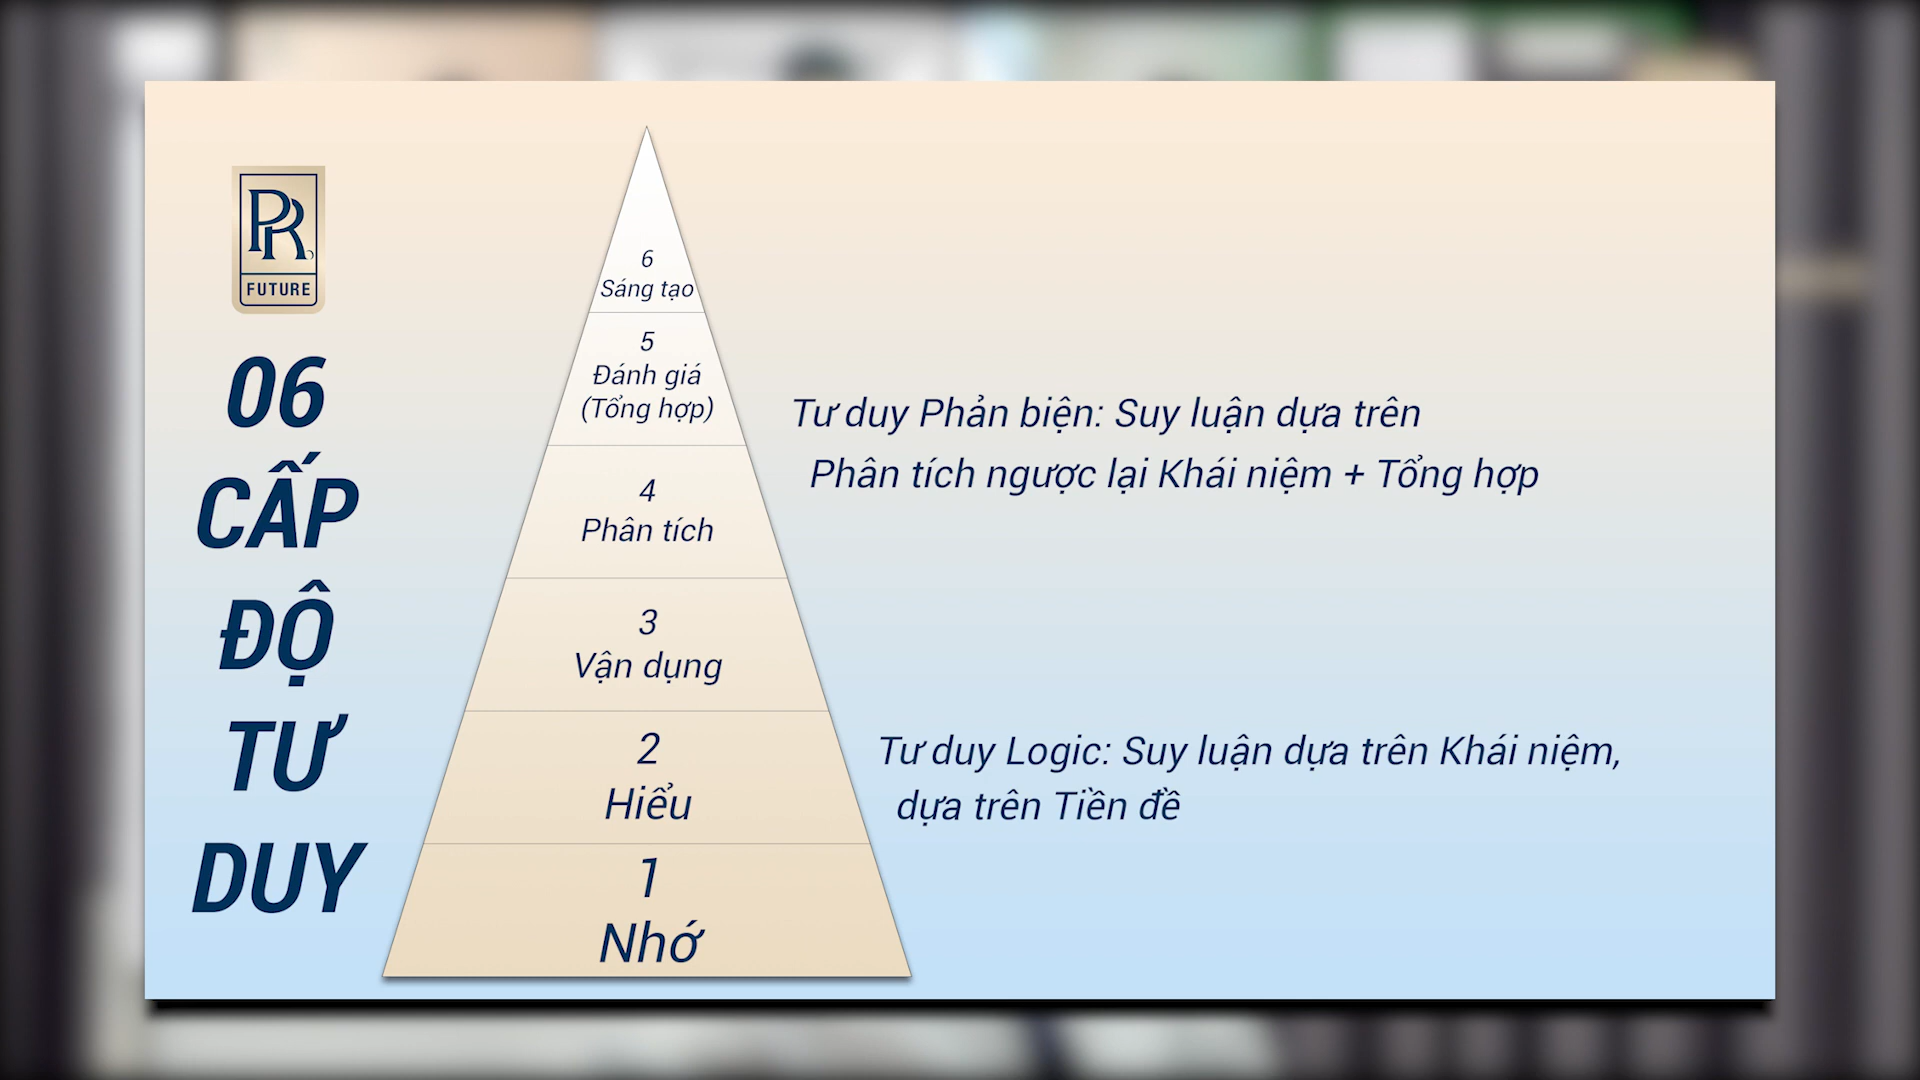 PR
FUTURE
06
CẤP
ĐỘ
TƯ
DUY
6
Sáng tạo
5
Đánh giá
(Tổng hợp)
4
Phân tích
3
Vận dụng
2
Hiểu
1
Nhớ
Tư duy Phản biện: Suy luận dựa trên
Phân tích ngược lại Khái niệm + Tổng hợp
Tư duy Logic: Suy luận dựa trên Khái niệm,
dựa trên Tiền đề